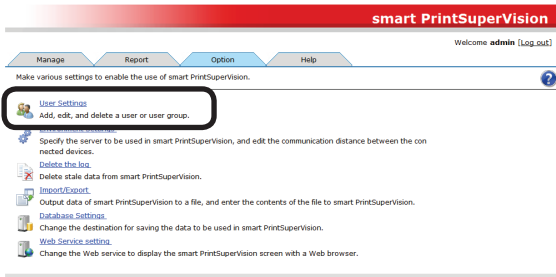 smart PrintSuperVision
Welcome admin [Log out]
Manage Report Option Help
Make various settings to enable the use of smart PrintSuperVision.
?
User Settings
Add, edit, and delete a user or user group.
Environment Settings
Specify the server to be used in smart PrintSuperVision, and edit the communication distance between the con
nected devices.
Delete the log
Delete stale data from smart PrintSuperVision.
Import/Export
Output data of smart PrintSuperVision to a file, and enter the contents of the file to smart PrintSuperVision.
Database Settings
Change the destination for saving the data to be used in smart PrintSuperVision.
Web Service setting
Change the Web service to display the smart PrintSuperVision screen with a Web browser.